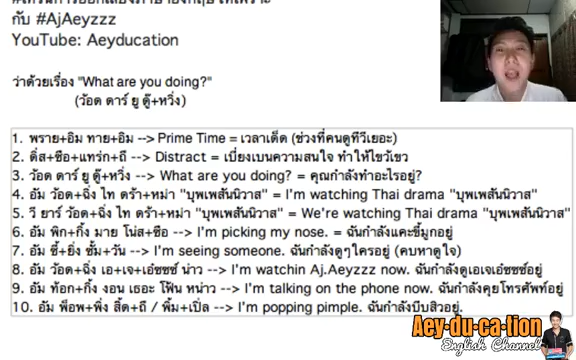 กับ #AjAeyzzz
YouTube: Aeyducation
ว่าด้วยเรื่อง "What are you doing?"
(ว้อด ดาร์ ยู ดู๊+หวิ่ง)
1. พราย+อิม ทาย+อิม --> Prime Time = เวลาเด็ด (ช่วงที่คนดูทีวีเยอะ)
2. ดิ่ส+ชือ+แทร่ก+ถึ --> Distract = เบี่ยงเบนความสนใจ ทำให้ไขว้เขว
3. ว้อด ดาร์ ยู ดู๊+หวิ่ง --> What are you doing? = คุณกำลังทำอะไรอยู่?
4. อัม ว้อด+ฉิ่ง ไท ดร้า+หม่า "บุพเพสันนิวาส" = I'm watching Thai drama "บุพเพสันนิวาส"
5. วี ยาร์ ว้อด+ฉิ่ง ไท ดร้า+หม่า "บุพเพสันนิวาส" = We're watching Thai drama "บุพเพสันนิวาส"
6. อัม พิก+กิ้ง มาย โน่ส+ซือ --> I'm picking my nose. = ฉันกำลังแคะขี้มูกอยู่
7. อัม ซี้+ยิ่ง ซั้ม+วัน --> I'm seeing someone. ฉันกำลังดูๆใครอยู่ (คบหาดูใจ)
8. อัม ว้อด+ฉิ่ง เอ+เจ+เอ๋ซซซ์ น่าว --> I'm watchin Aj.Aeyzzz now. ฉันกำลังดูเอเจเอ๋ซซซ์อยู่
9. อัม ท้อก+กิ่ง งอน เธอะ โฟ้น หน่าว --> I'm talking on the phone now. ฉันกำลังคุยโทรศัพท์อยู่
10. อัม พ็อพ+พิ่ง สิ้ด+ถึ / พิ้ม+เปิ่ล --> I'm popping pimple. ฉันกำลังบีบสิวอยู่.
Aey·du·ca·tion
English Channel